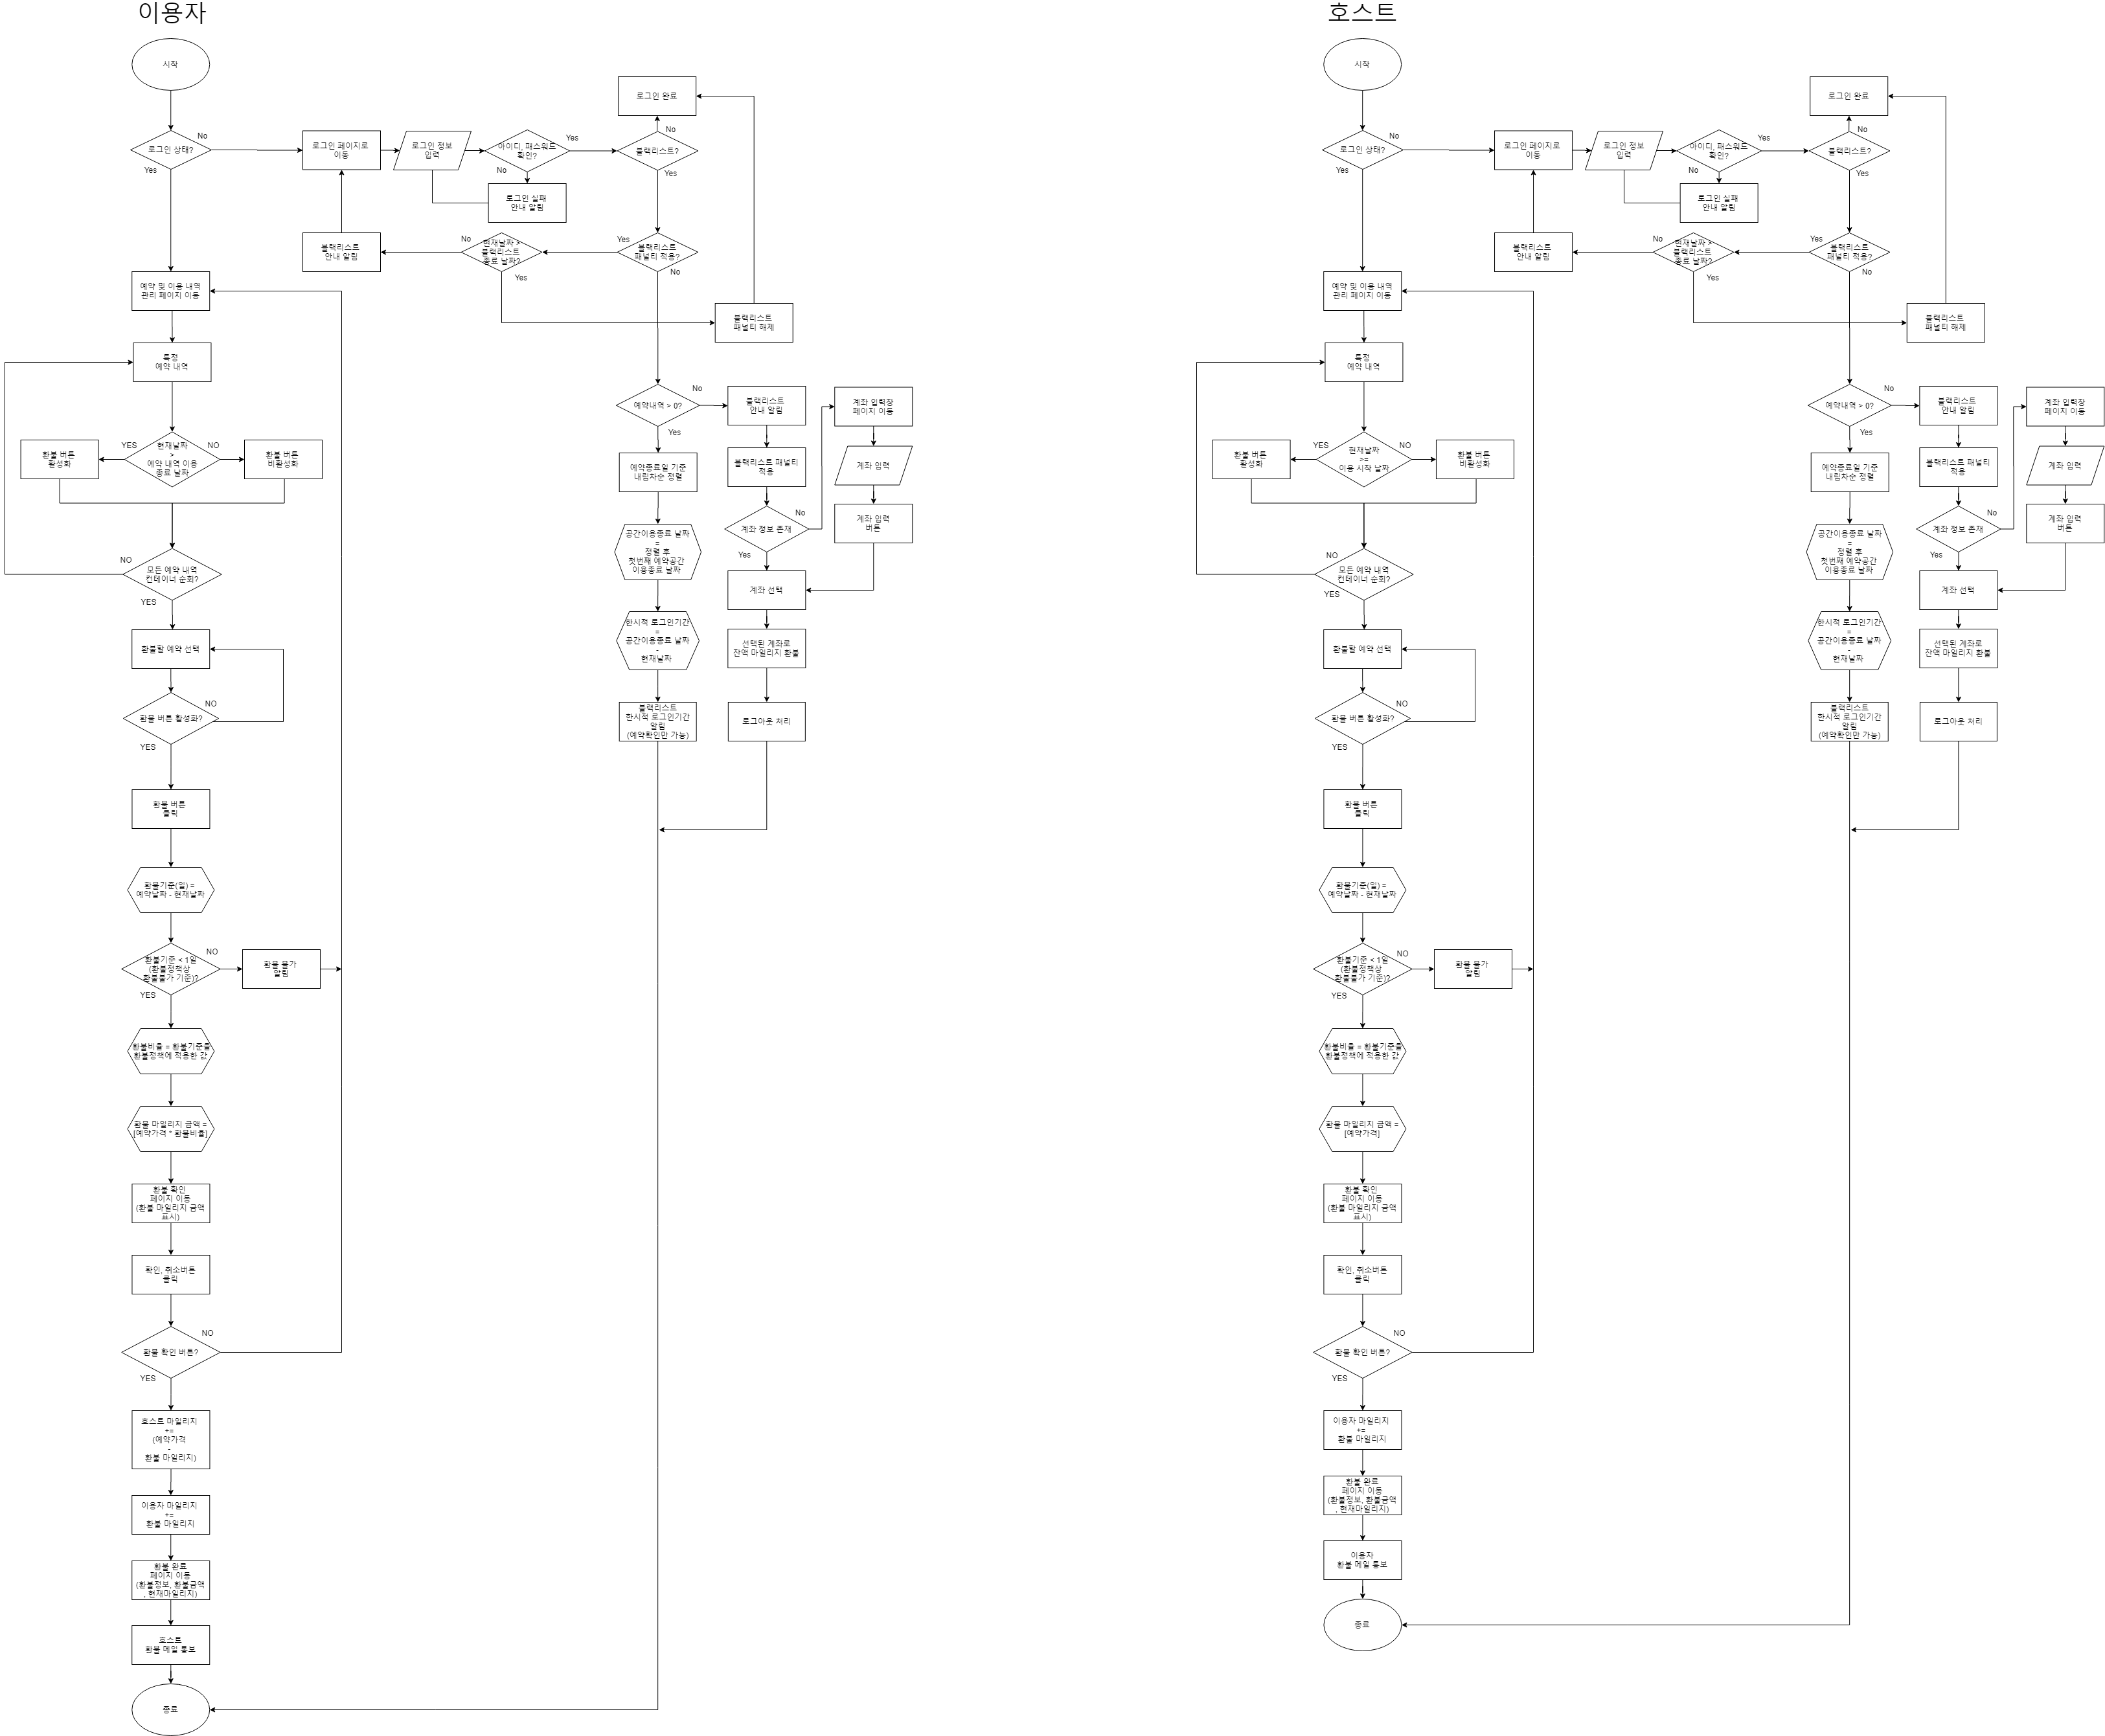 이용자
시작
로그인 상태?
No
Yes
로그인 페이지로
이동
로그인 정보
입력
아이디, 패스워드
확인?
Yes
No
로그인 실패
안내 알림
로그인 완료
No
블랙리스트?
Yes
블랙리스트
패널티 적용?
Yes
No
현재날짜 >
블랙리스트
종료 날짜?
No
Yes
블랙리스트
안내 알림
블랙리스트
패널티 해제
예약내역 > 0?
No
Yes
블랙리스트
안내 알림
블랙리스트 패널티
적용
계좌 정보 존재
No
Yes
계좌 입력창
페이지 이동
계좌 입력
계좌 입력
버튼
계좌 선택
선택된 계좌로
잔액 마일리지 환불
로그아웃 처리
예약종료일 기준
내림차순 정렬
공간이용종료 날짜
=
정렬 후
첫번째 예약공간
이용종료 날짜
한시적 로그인기간
=
공간이용종료 날짜
-
현재날짜
블랙리스트
한시적 로그인기간
알림
(예약확인만 가능)
예약 및 이용 내역
관리 페이지 이동
특정
예약 내역
현재날짜
>
예약 내역 이용
종료 날짜
YES
NO
환불 버튼
활성화
환불 버튼
비활성화
모든 예약 내역
컨테이너 순회?
NO
YES
환불할 예약 선택
환불 버튼 활성화?
NO
YES
환불 버튼
클릭
환불기준(일) =
예약날짜 - 현재날짜
환불기준 < 1일
(환불정책상
환불불가 기준)?
NO
YES
환불 불가
알림
환불비율 = 환불기준을
환불정책에 적용한 값
환불 마일리지 금액 =
[예약가격 * 환불비율]
환불 확인
페이지 이동
(환불 마일리지 금액
표시)
확인, 취소버튼
클릭
환불 확인 버튼?
NO
YES
호스트 마일리지
+=
(예약가격
-
환불 마일리지)
이용자 마일리지
+=
환불 마일리지
환불 완료
페이지 이동
(환불정보, 환불금액
, 현재마일리지)
호스트
환불 메일 통보
종료
호스트
시작
로그인 상태?
No
Yes
로그인 페이지로
이동
로그인 정보
입력
아이디, 패스워드
확인?
Yes
No
로그인 실패
안내 알림
로그인 완료
No
블랙리스트?
Yes
블랙리스트
패널티 적용?
Yes
No
현재날짜 >
블랙리스트
종료 날짜?
No
Yes
블랙리스트
안내 알림
블랙리스트
패널티 해제
예약내역 > 0?
No
Yes
블랙리스트
안내 알림
블랙리스트 패널티
적용
계좌 정보 존재
No
Yes
계좌 입력창
페이지 이동
계좌 입력
계좌 입력
버튼
계좌 선택
선택된 계좌로
잔액 마일리지 환불
로그아웃 처리
예약종료일 기준
내림차순 정렬
공간이용종료 날짜
=
정렬 후
첫번째 예약공간
이용종료 날짜
한시적 로그인기간
=
공간이용종료 날짜
-
현재날짜
블랙리스트
한시적 로그인기간
알림
(예약확인만 가능)
예약 및 이용 내역
관리 페이지 이동
특정
예약 내역
현재날짜
>=
이용 시작 날짜
YES
NO
환불 버튼
활성화
환불 버튼
비활성화
모든 예약 내역
컨테이너 순회?
NO
YES
환불할 예약 선택
환불 버튼 활성화?
NO
YES
환불 버튼
클릭
환불기준(일) =
예약날짜 - 현재날짜
환불기준 < 1일
(환불정책상
환불불가 기준)?
NO
YES
환불 불가
알림
환불비율 = 환불기준을
환불정책에 적용한 값
환불 마일리지 금액 =
[예약가격]
환불 확인
페이지 이동
(환불 마일리지 금액
표시)
확인, 취소버튼
클릭
환불 확인 버튼?
NO
YES
이용자 마일리지
+=
환불 마일리지
환불 완료
페이지 이동
(환불정보, 환불금액
, 현재마일리지)
이용자
환불 메일 통보
종료